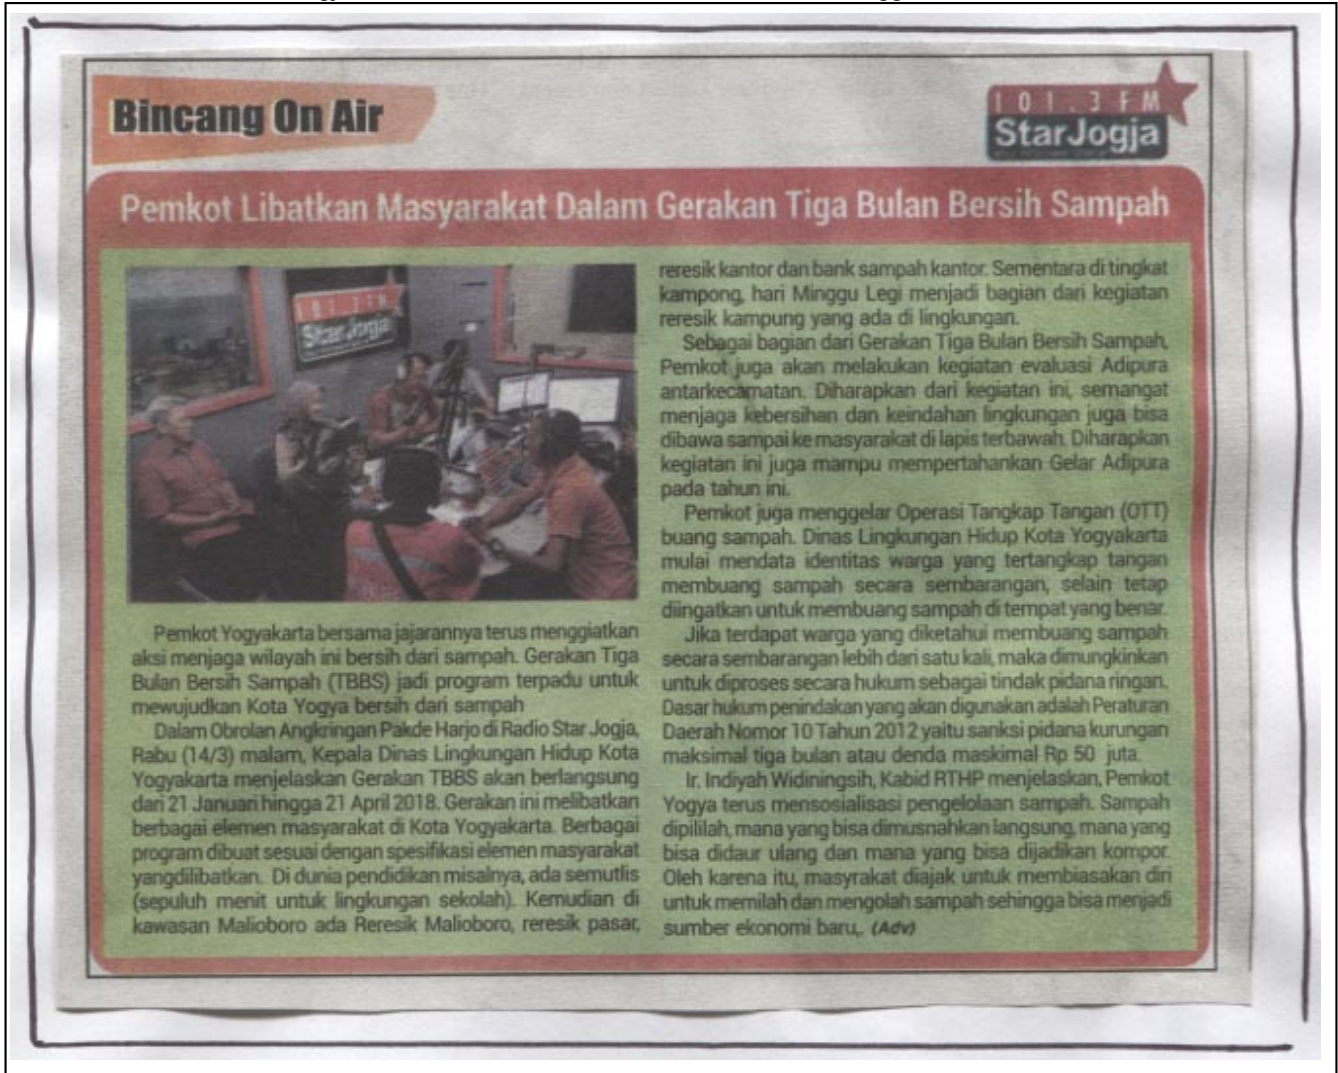 Bincang On Air
101.3 FM
StarJogja
Pemkot Libatkan Masyarakat Dalam Gerakan Tiga Bulan Bersih Sampah
101.3 FM
StarJogja
Pemkot Yogyakarta bersama jajarannya terus menggiatkan
aksi menjaga wilayah ini bersih dari sampah. Gerakan Tiga
Bulan Bersih Sampah (TBBS) jadi program terpadu untuk
mewujudkan Kota Yogya bersih dari sampah
Dalam Obrolan Angkringan Pakde Harjo di Radio Star Jogja,
Rabu (14/3) malam, Kepala Dinas Lingkungan Hidup Kota
Yogyakarta menjelaskan Gerakan TBBS akan berlangsung
dari 21 Januari hingga 21 April 2018. Gerakan ini melibatkan
berbagai elemen masyarakat di Kota Yogyakarta. Berbagai
program dibuat sesuai dengan spesifikasi elemen masyarakat
yangdilibatkan. Di dunia pendidikan misalnya, ada semutlis
(sepuluh menit untuk lingkungan sekolah). Kemudian di
kawasan Malioboro ada Reresik Malioboro, reresik pasar,
reresik kantor dan bank sampah kantor. Sementara di tingkat
kampong, hari Minggu Legi menjadi bagian dari kegiatan
reresik kampung yang ada di lingkungan.
Sebagai bagian dari Gerakan Tiga Bulan Bersih Sampah,
Pemkot juga akan melakukan kegiatan evaluasi Adipura
antarkecamatan. Diharapkan dari kegiatan ini, semangat
menjaga kebersihan dan keindahan lingkungan juga bisa
dibawa sampai ke masyarakat di lapis terbawah. Diharapkan
kegiatan ini juga mampu mempertahankan Gelar Adipura
pada tahun ini.
Pemkot juga menggelar Operasi Tangkap Tangan (OTT)
buang sampah. Dinas Lingkungan Hidup Kota Yogyakarta
mulai mendata identitas warga yang tertangkap tangan
membuang sampah secara sembarangan, selain tetap
diingatkan untuk membuang sampah di tempat yang benar.
Jika terdapat warga yang diketahui membuang sampah
secara sembarangan lebih dari satu kali, maka dimungkinkan
untuk diproses secara hukum sebagai tindak pidana ringan.
Dasar hukum penindakan yang akan digunakan adalah Peraturan
Daerah Nomor 10 Tahun 2012 yaitu sanksi pidana kurungan
maksimal tiga bulan atau denda maskimal Rp 50 juta.
Ir. Indiyah Widiningsih, Kabid RTHP menjelaskan, Pemkot
Yogya terus mensosialisasi pengelolaan sampah. Sampah
dipililah, mana yang bisa dimusnahkan langsung, mana yang
bisa didaur ulang dan mana yang bisa dijadikan kompor.
Oleh karena itu, masyrakat diajak untuk membiasakan diri
untuk memilah dan mengolah sampah sehingga bisa menjadi
sumber ekonomi baru,. (Adv)